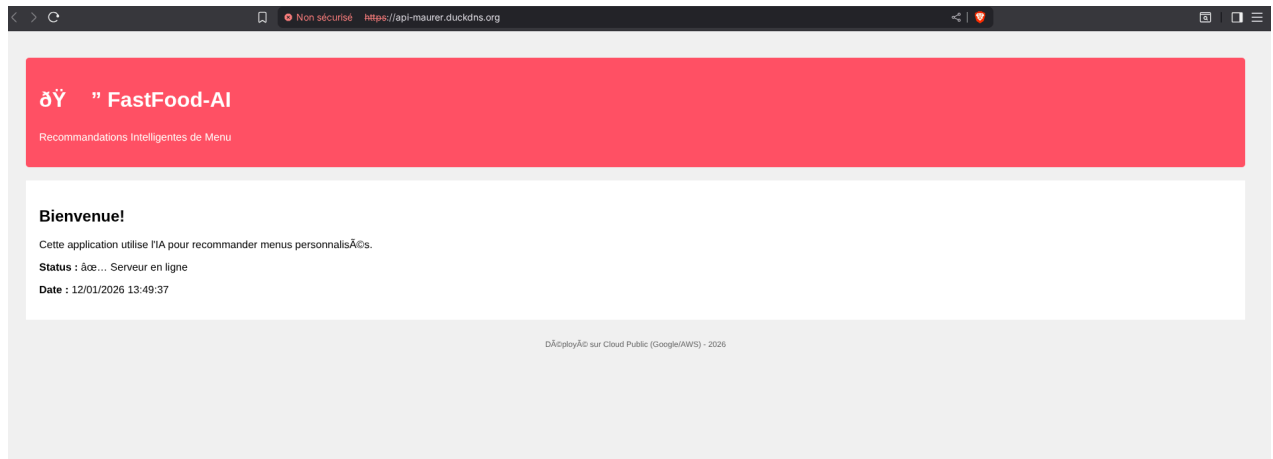 Non sécurisé https://api-maurer.duckdns.org
ðŸ ” FastFood-AI
Recommandations Intelligentes de Menu
Bienvenue!
Cette application utilise l'IA pour recommander menus personnalisÃ©s.
Status : âœ… Serveur en ligne
Date : 12/01/2026 13:49:37
DÃ©ployÃ© sur Cloud Public (Google/AWS) - 2026